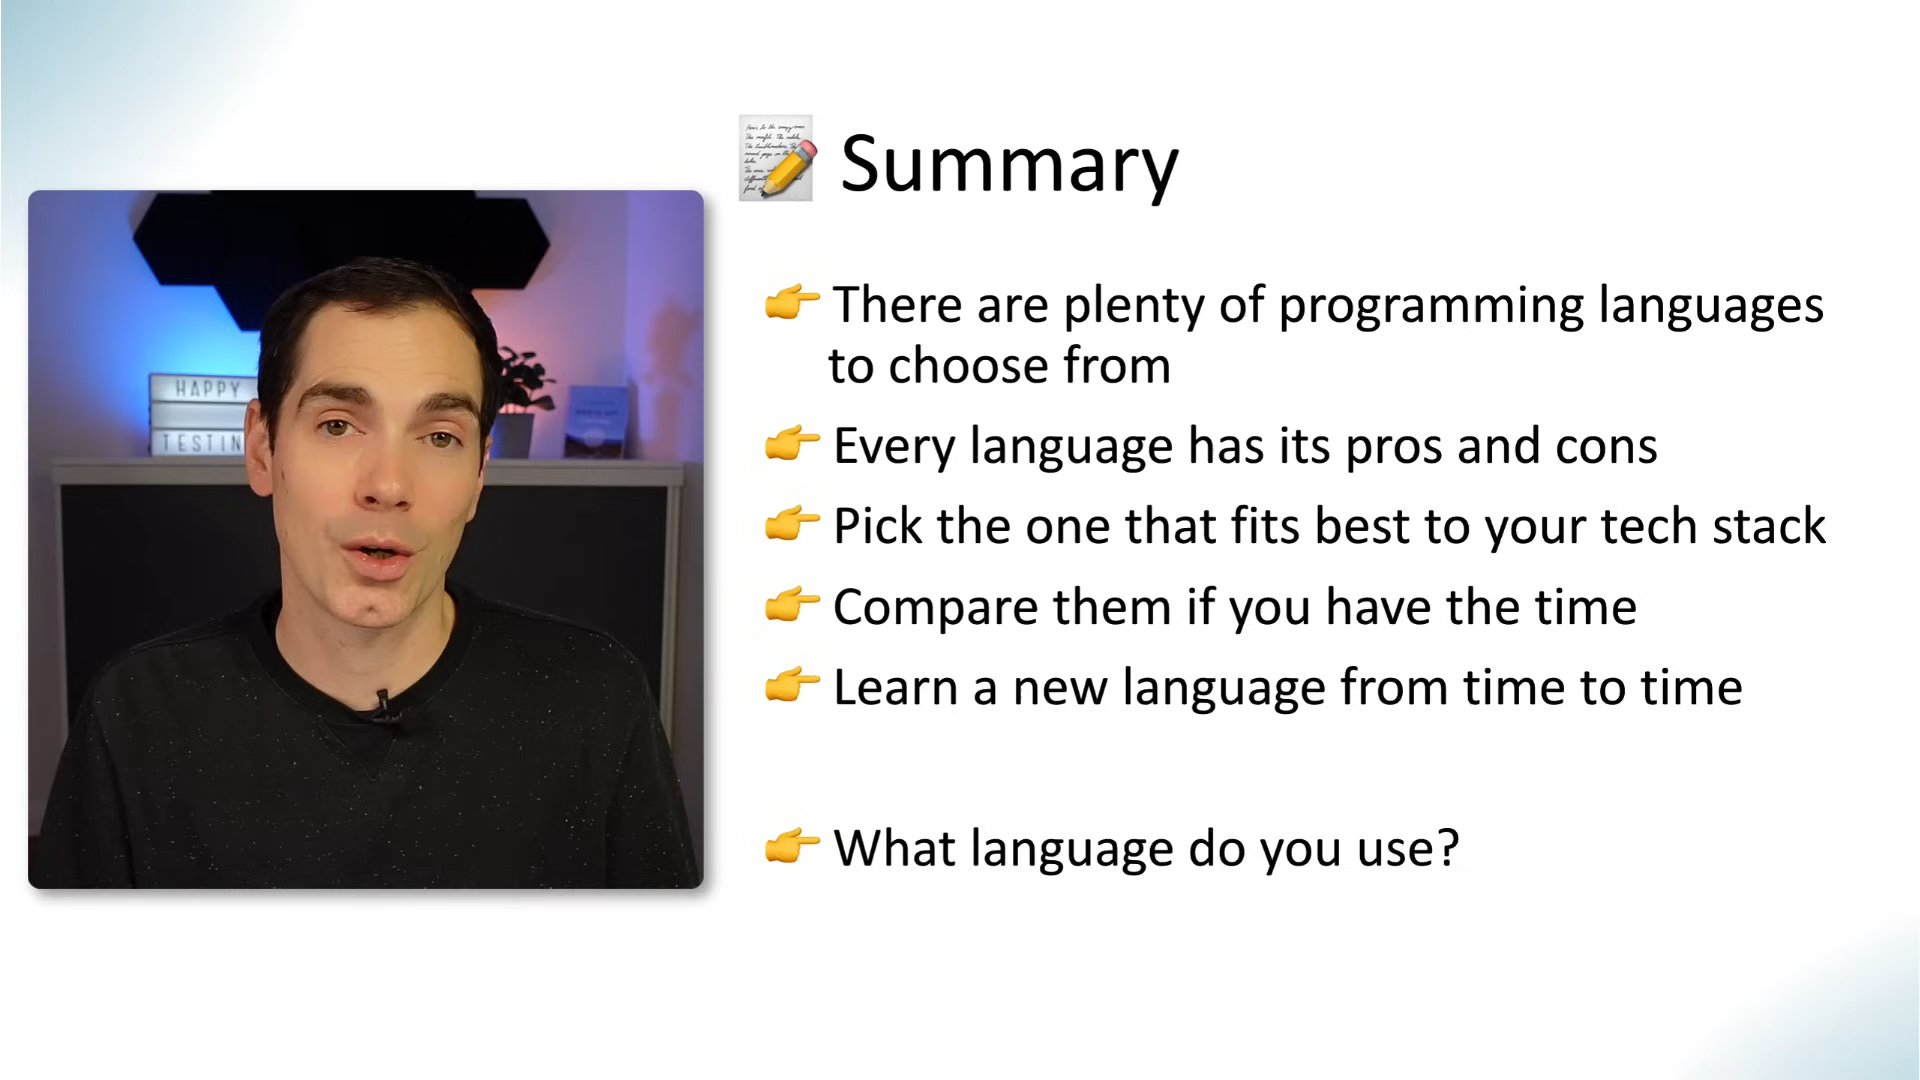 Summary
👉 There are plenty of programming languages
to choose from
👉 Every language has its pros and cons
👉 Pick the one that fits best to your tech stack
👉 Compare them if you have the time
👉 Learn a new language from time to time
👉 What language do you use?
HAPPY
TESTIN